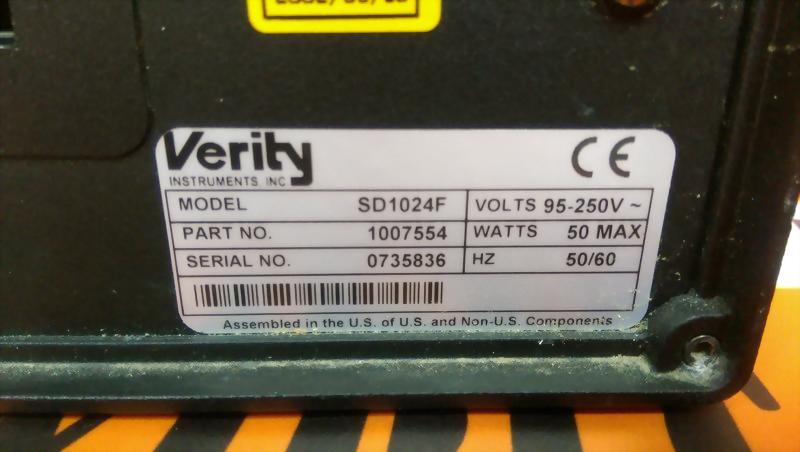 Verity
INSTRUMENTS, INC
CE
MODEL SD1024F VOLTS 95-250V ~
PART NO. 1007554 WATTS 50 MAX
SERIAL NO. 0735836 HZ 50/60
Assembled in the U.S. of U.S. and Non-U.S. Components